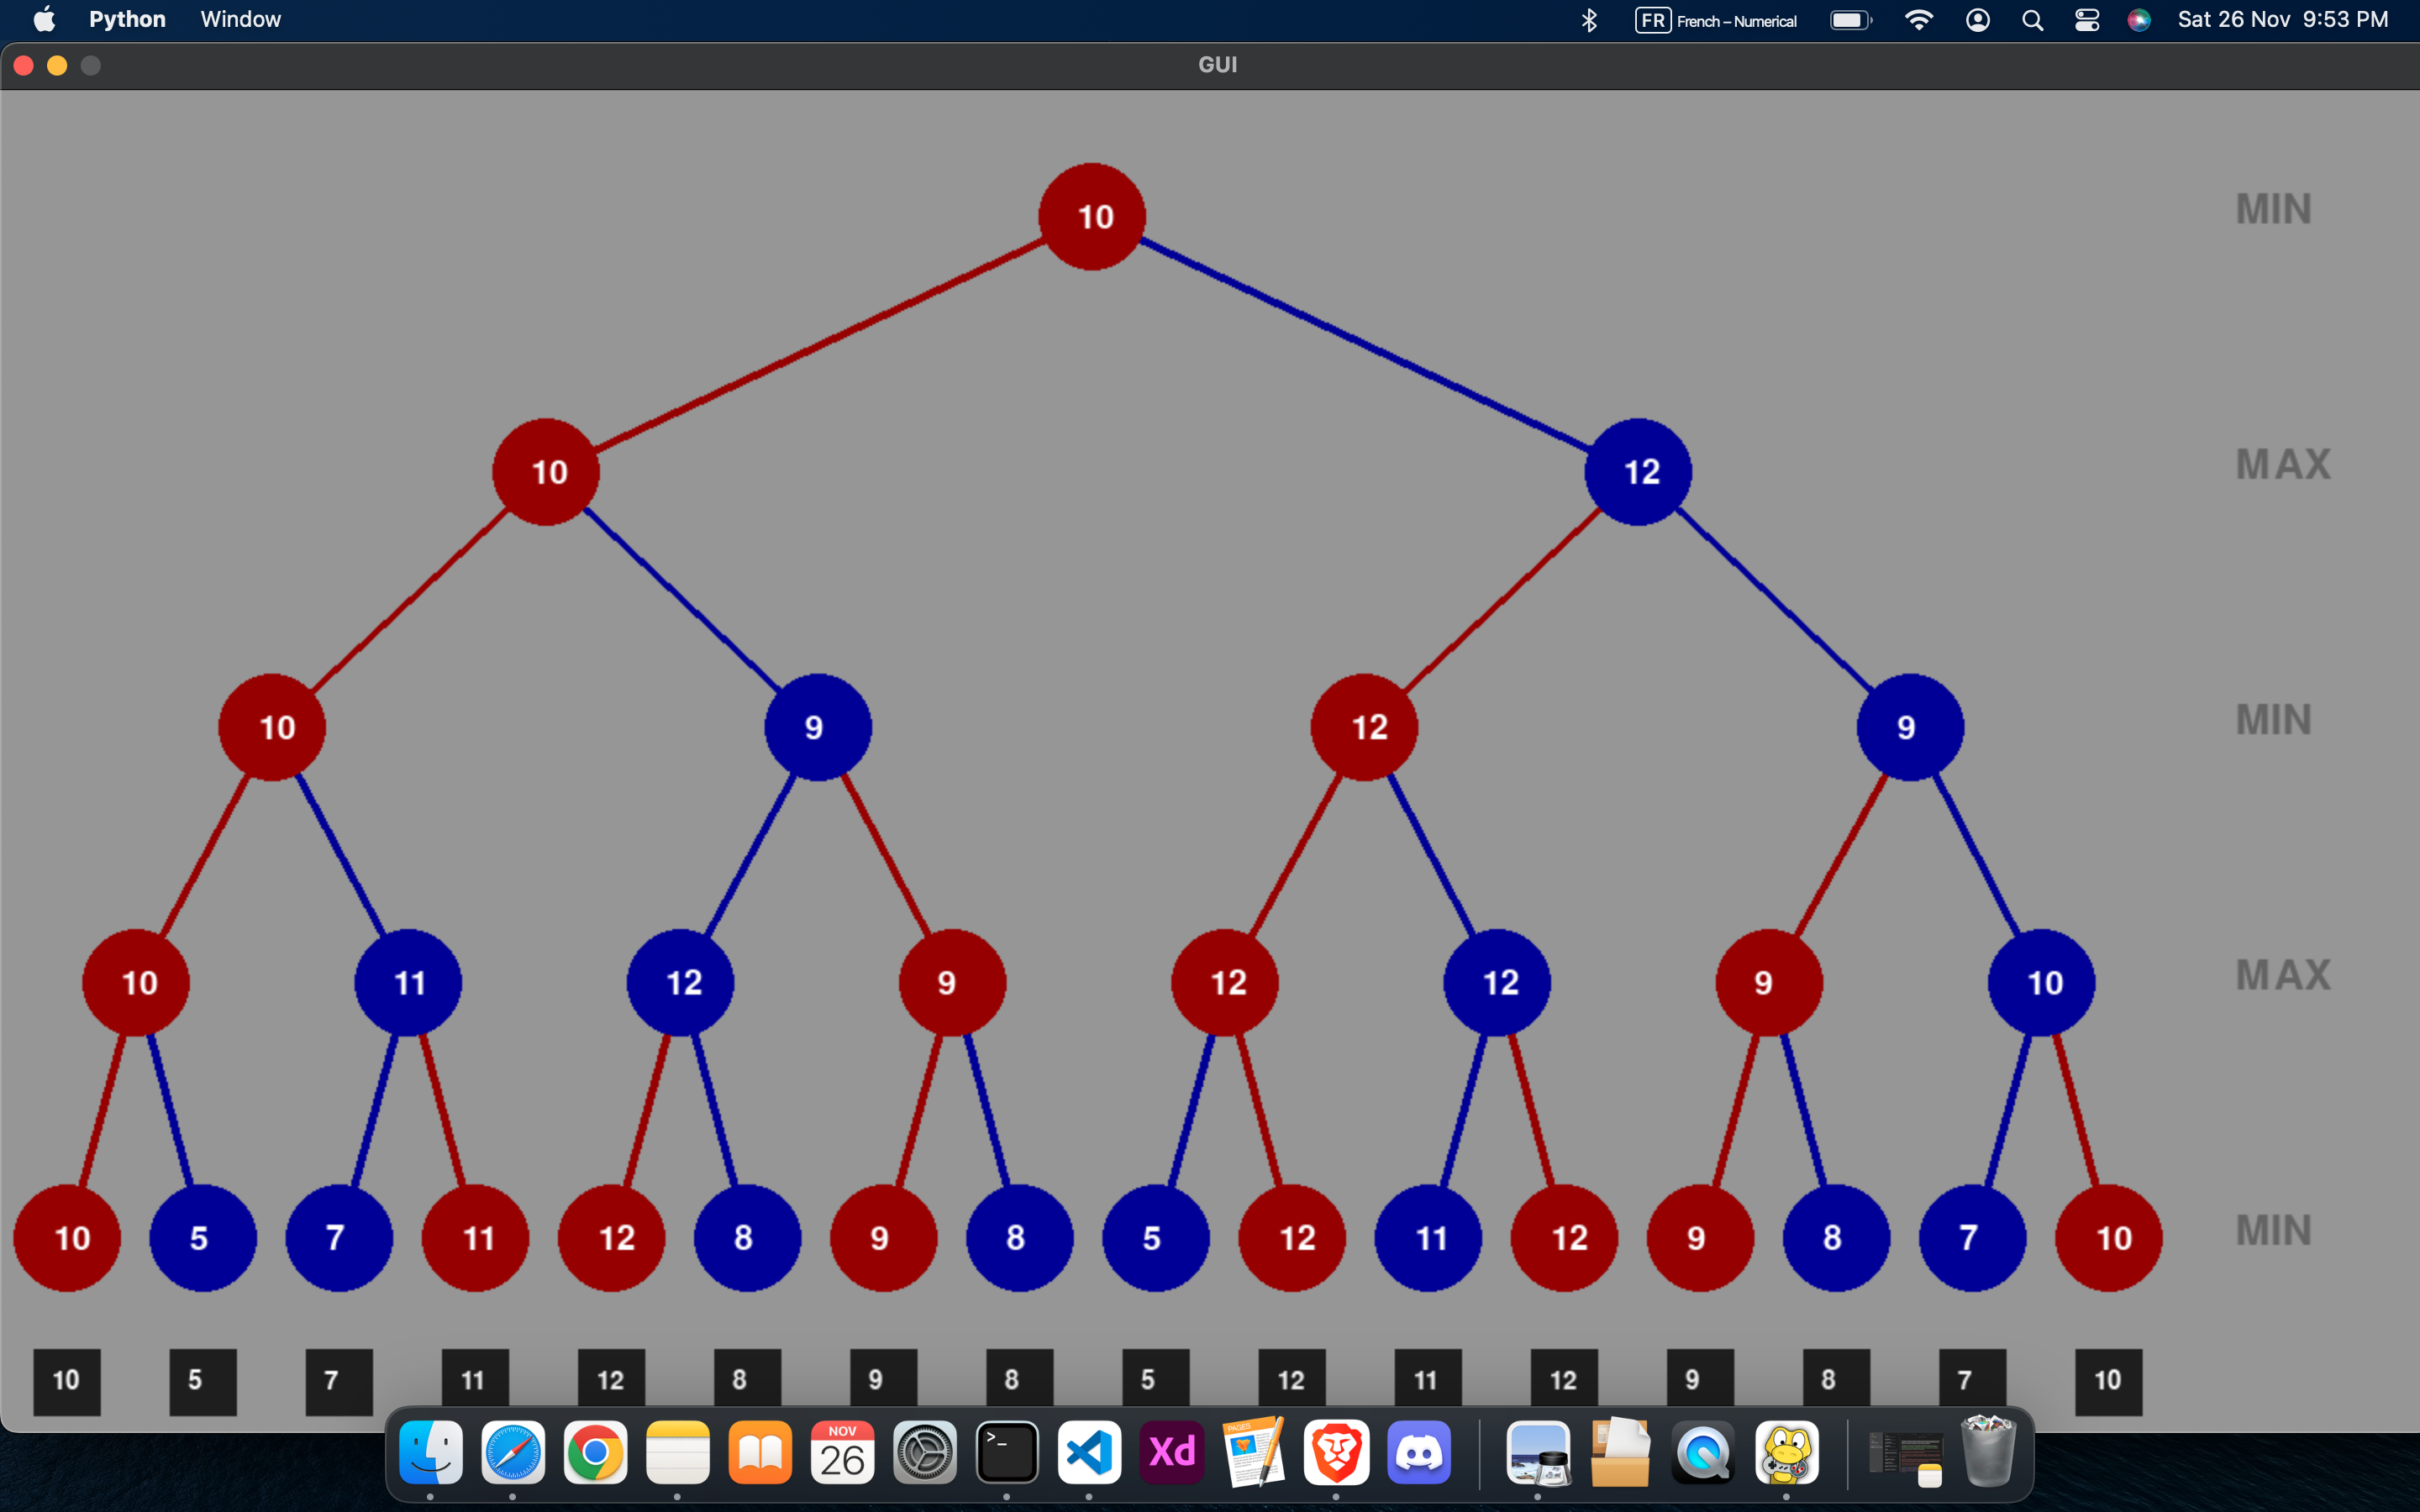 Python Window FR French – Numerical Sat 26 Nov 9:53 PM
GUI
10 MIN
10 12 MAX
10 9 12 9 MIN
10 11 12 9 12 12 9 10 MAX
10 5 7 11 12 8 9 8 5 12 11 12 9 8 7 10 MIN
10 5 7 11 12 8 9 8 5 12 11 12 9 8 7 10
NOV
26
>_
Xd
PAGES